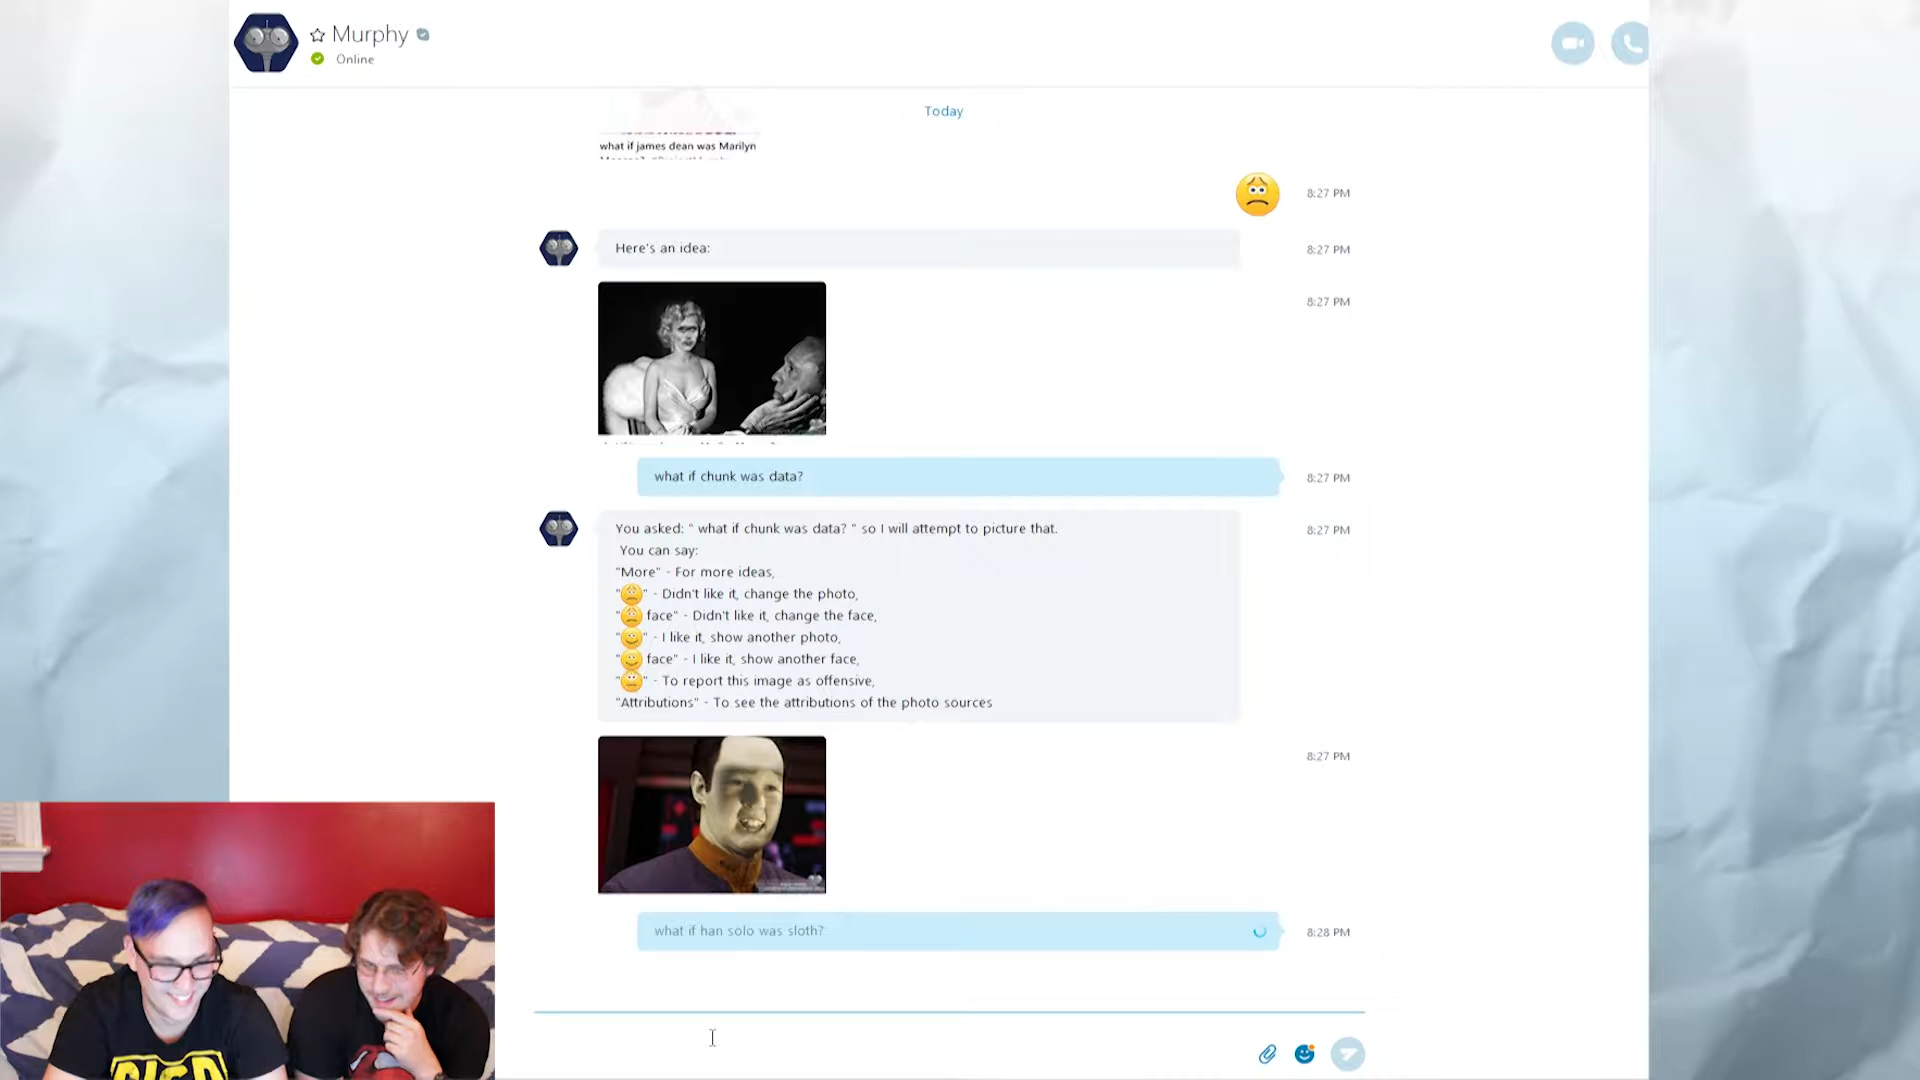 Murphy
Online
Today
what if james dean was Marilyn
8:27 PM
Here's an idea:
8:27 PM
8:27 PM
what if chunk was data?
8:27 PM
You asked: " what if chunk was data? " so I will attempt to picture that.
8:27 PM
You can say:
"More" - For more ideas,
" " - Didn't like it, change the photo,
" face" - Didn't like it, change the face,
" " - I like it, show another photo,
" face" - I like it, show another face,
" " - To report this image as offensive,
"Attributions" - To see the attributions of the photo sources
8:27 PM
what if han solo was sloth?
8:28 PM